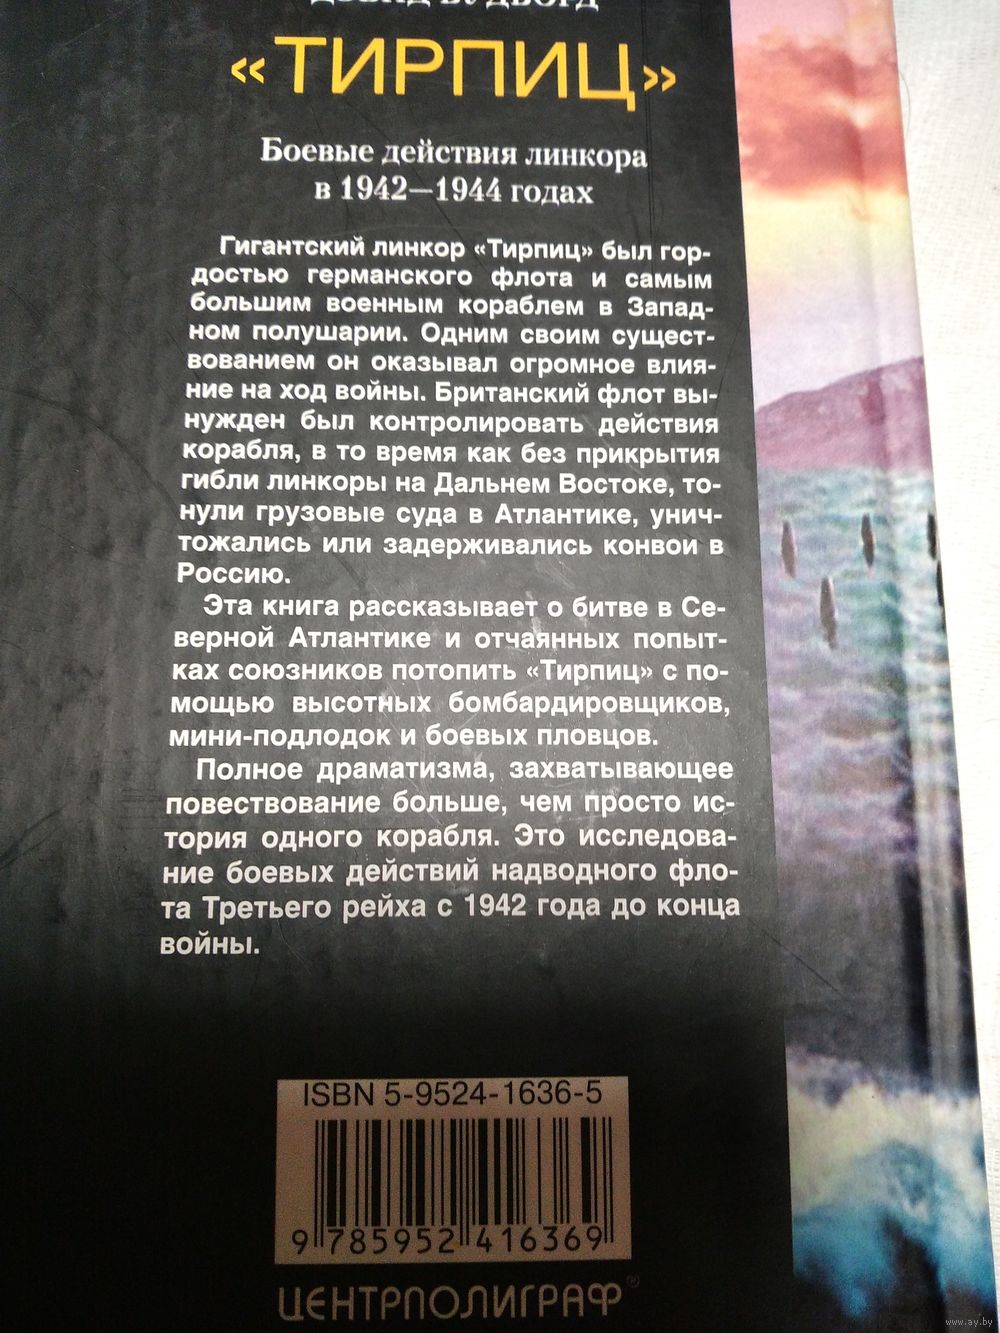 ДЭВИД ВУДВОРД
«ТИРПИЦ»
Боевые действия линкора
в 1942—1944 годах
Гигантский линкор «Тирпиц» был гор-
достью германского флота и самым
большим военным кораблем в Запад-
ном полушарии. Одним своим сущест-
вованием он оказывал огромное влия-
ние на ход войны. Британский флот вы-
нужден был контролировать действия
корабля, в то время как без прикрытия
гибли линкоры на Дальнем Востоке, то-
нули грузовые суда в Атлантике, унич-
тожались или задерживались конвои в
Россию.
Эта книга рассказывает о битве в Се-
верной Атлантике и отчаянных попыт-
ках союзников потопить «Тирпиц» с по-
мощью высотных бомбардировщиков,
мини-подлодок и боевых пловцов.
Полное драматизма, захватывающее
повествование больше, чем просто ис-
тория одного корабля. Это исследова-
ние боевых действий надводного фло-
та Третьего рейха с 1942 года до конца
войны.
ISBN 5-9524-1636-5
9 785952 416369
ЦЕНТРПОЛИГРАФ®
www.ay.by